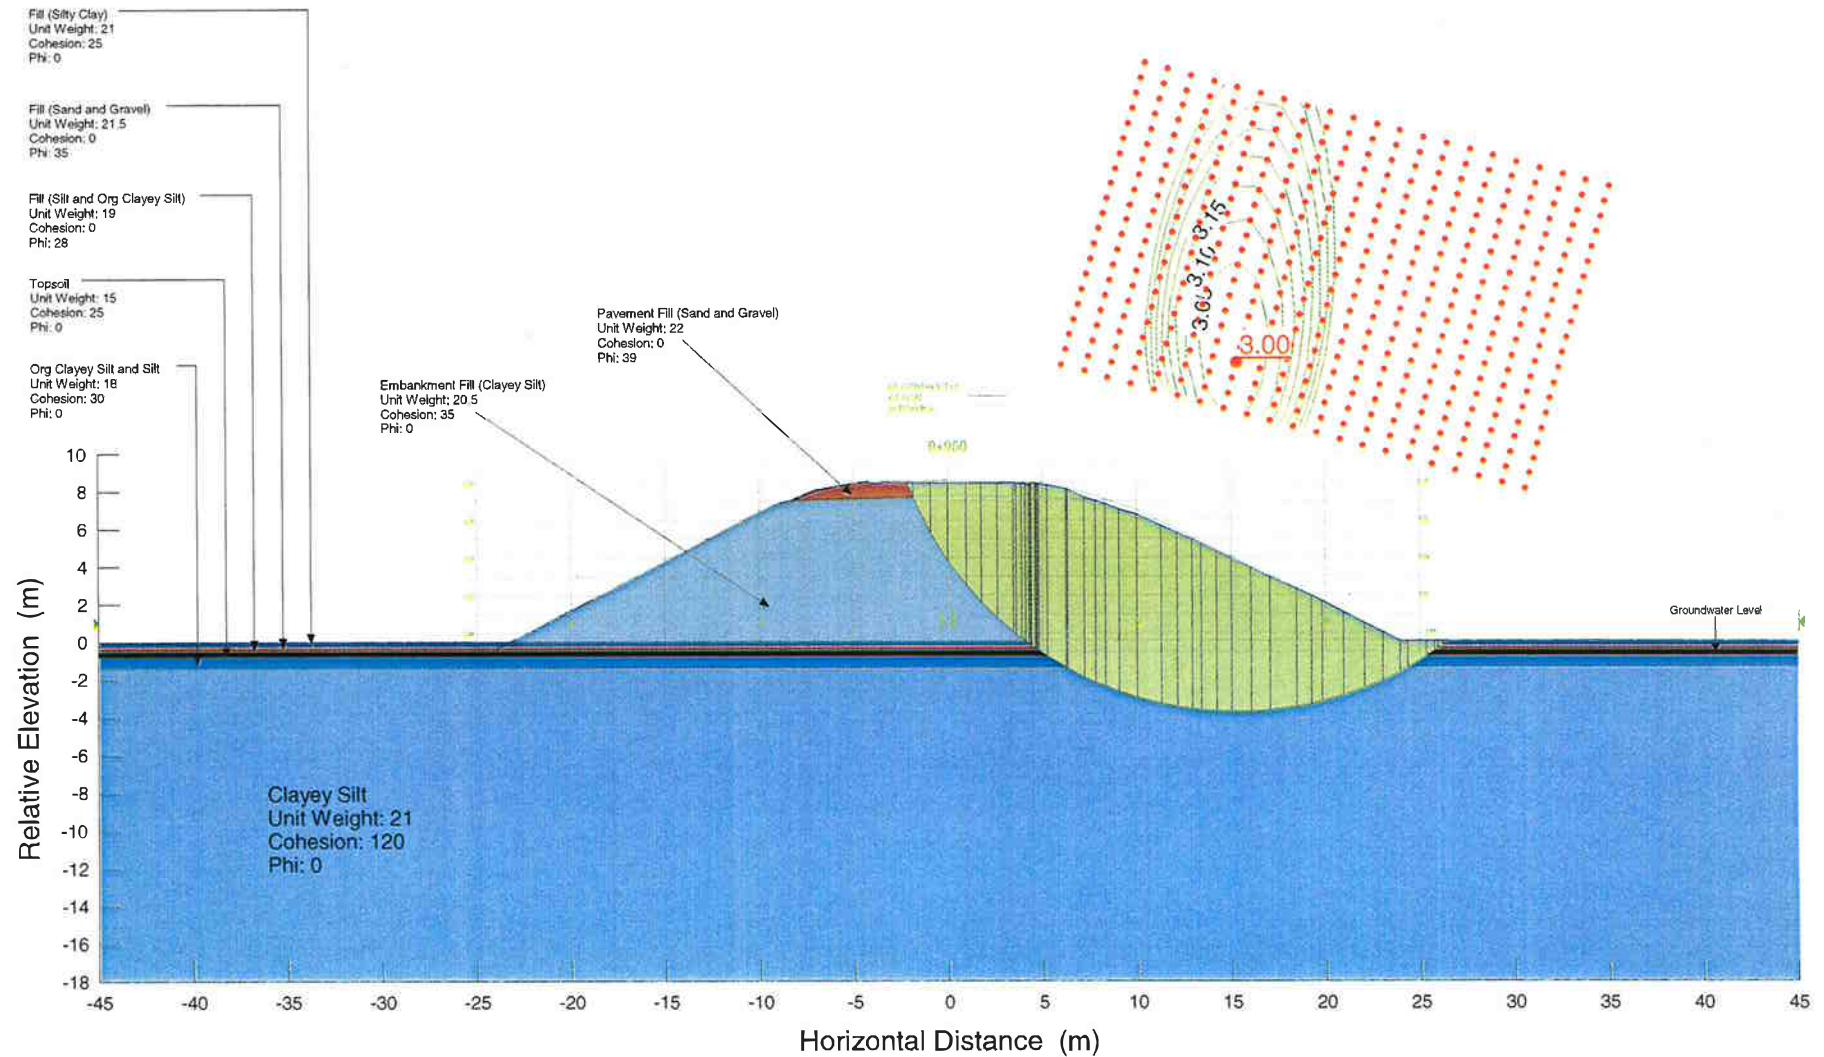 Fill (Silty Clay)
Unit Weight: 21
Cohesion: 25
Phi: 0
Fill (Sand and Gravel)
Unit Weight: 21.5
Cohesion: 0
Phi: 35
Fill (Silt and Org Clayey Silt)
Unit Weight: 19
Cohesion: 0
Phi: 28
Topsoil
Unit Weight: 15
Cohesion: 25
Phi: 0
Org Clayey Silt and Silt
Unit Weight: 18
Cohesion: 30
Phi: 0
Embankment Fill (Clayey Silt)
Unit Weight: 20.5
Cohesion: 35
Phi: 0
Pavement Fill (Sand and Gravel)
Unit Weight: 22
Cohesion: 0
Phi: 39
3.15
3.10
3.00
Groundwater Level
Clayey Silt
Unit Weight: 21
Cohesion: 120
Phi: 0
Relative Elevation (m)
10
8
6
4
2
0
-2
-4
-6
-8
-10
-12
-14
-16
-18
-45 -40 -35 -30 -25 -20 -15 -10 -5 0 5 10 15 20 25 30 35 40 45
Horizontal Distance (m)